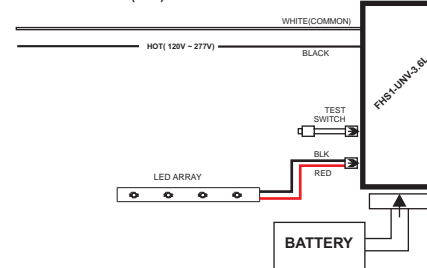 WHITE(COMMON)
HOT( 120V ~ 277V)
BLACK
FHS1-UNV-3.6L
TEST
SWITCH
BLK
RED
LED ARRAY
BATTERY